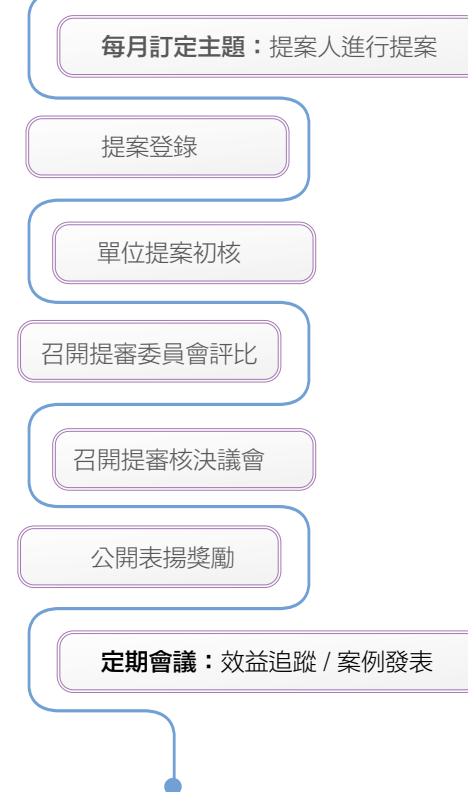 每月訂定主題：提案人進行提案
提案登錄
單位提案初核
召開提審委員會評比
召開提審核決議會
公開表揚獎勵
定期會議：效益追蹤 / 案例發表